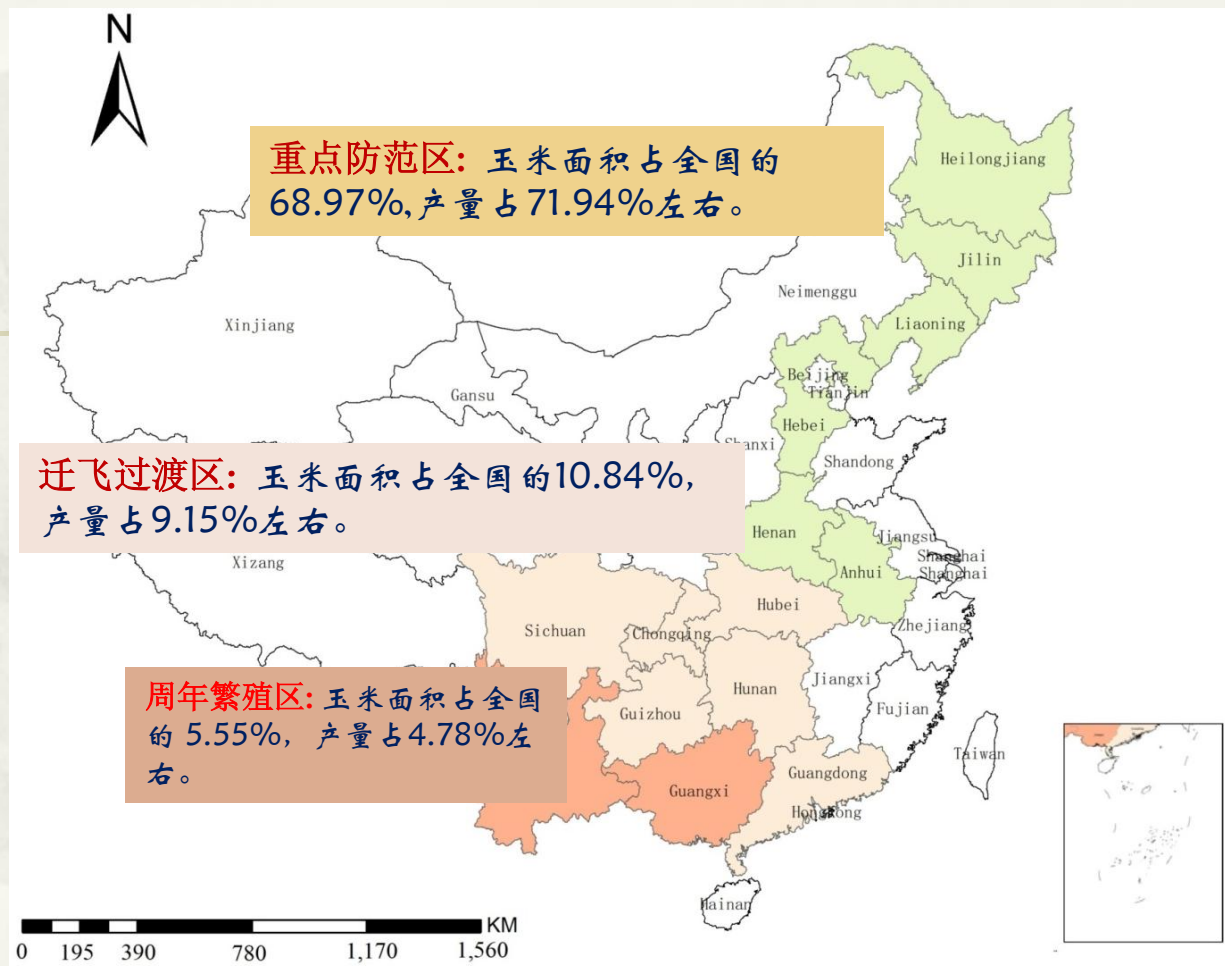 N
重点防范区: 玉米面积占全国的
68.97%,产量占71.94%左右。
Heilongjiang
Jilin
Neimenggu
Liaoning
Xinjiang
Beijing
Tianjin
Gansu
Hebei
Shanxi
Shandong
迁飞过渡区: 玉米面积占全国的10.84%,
产量占9.15%左右。
Henan
Jiangsu
Shanghai
Xizang
Anhui
Shanghai
Hubei
Sichuan
Chongqing
Zhejiang
Jiangxi
Hunan
周年繁殖区: 玉米面积占全国
的 5.55%, 产量占4.78%左
右。
Guizhou
Fujian
Taiwan
Guangdong
Guangxi
Hongkong
Hainan
KM
0 195 390 780 1,170 1,560